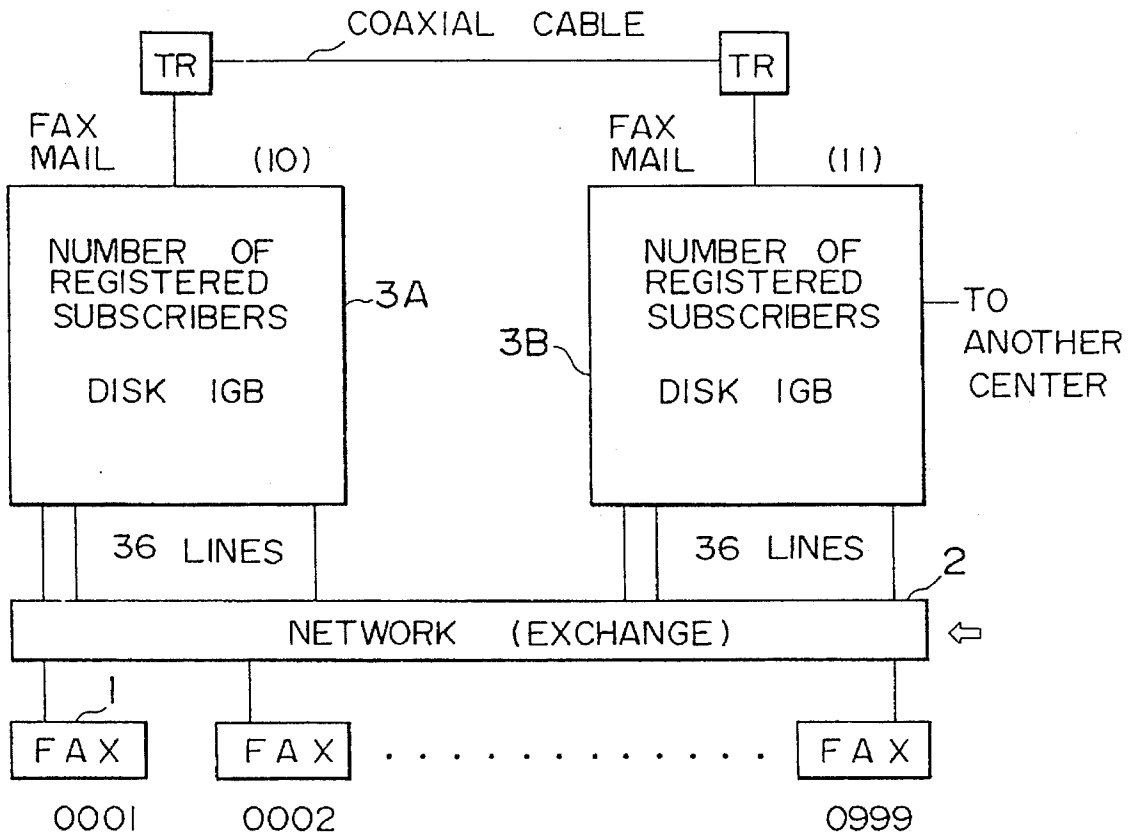 COAXIAL CABLE
TR
TR
FAX
MAIL
(10)
FAX
MAIL
(11)
NUMBER OF
REGISTERED
SUBSCRIBERS
DISK 1GB
3A
3B
NUMBER OF
REGISTERED
SUBSCRIBERS
DISK 1GB
TO
ANOTHER
CENTER
36 LINES
36 LINES
2
NETWORK (EXCHANGE)
1
FAX
FAX
. . . . . . . . . . . . .
FAX
0001
0002
0999